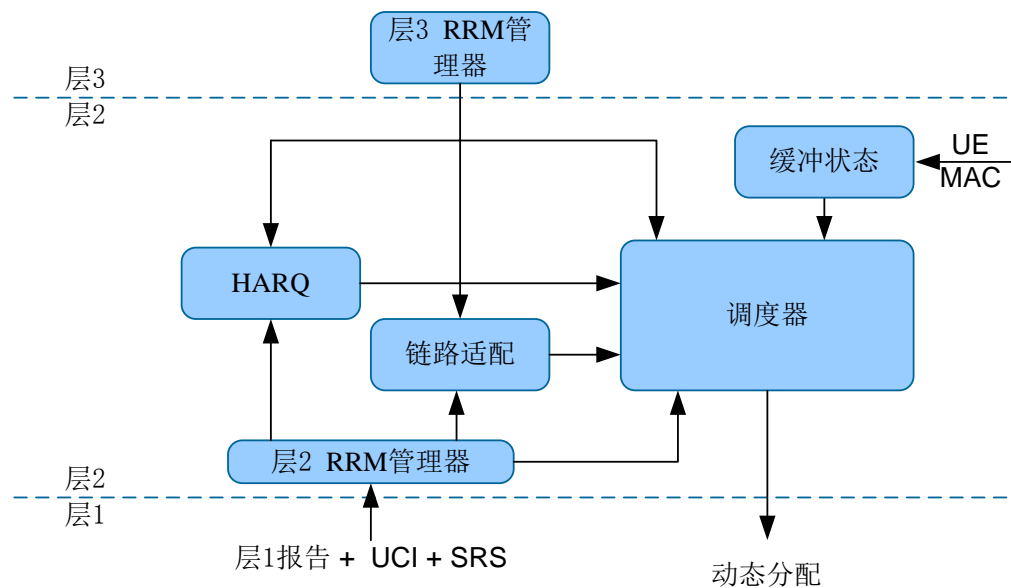 层3 RRM管
理器
层3
层2
缓冲状态
UE
MAC
HARQ
调度器
链路适配
层2 RRM管理器
层2
层1
层1报告 + UCI + SRS
动态分配